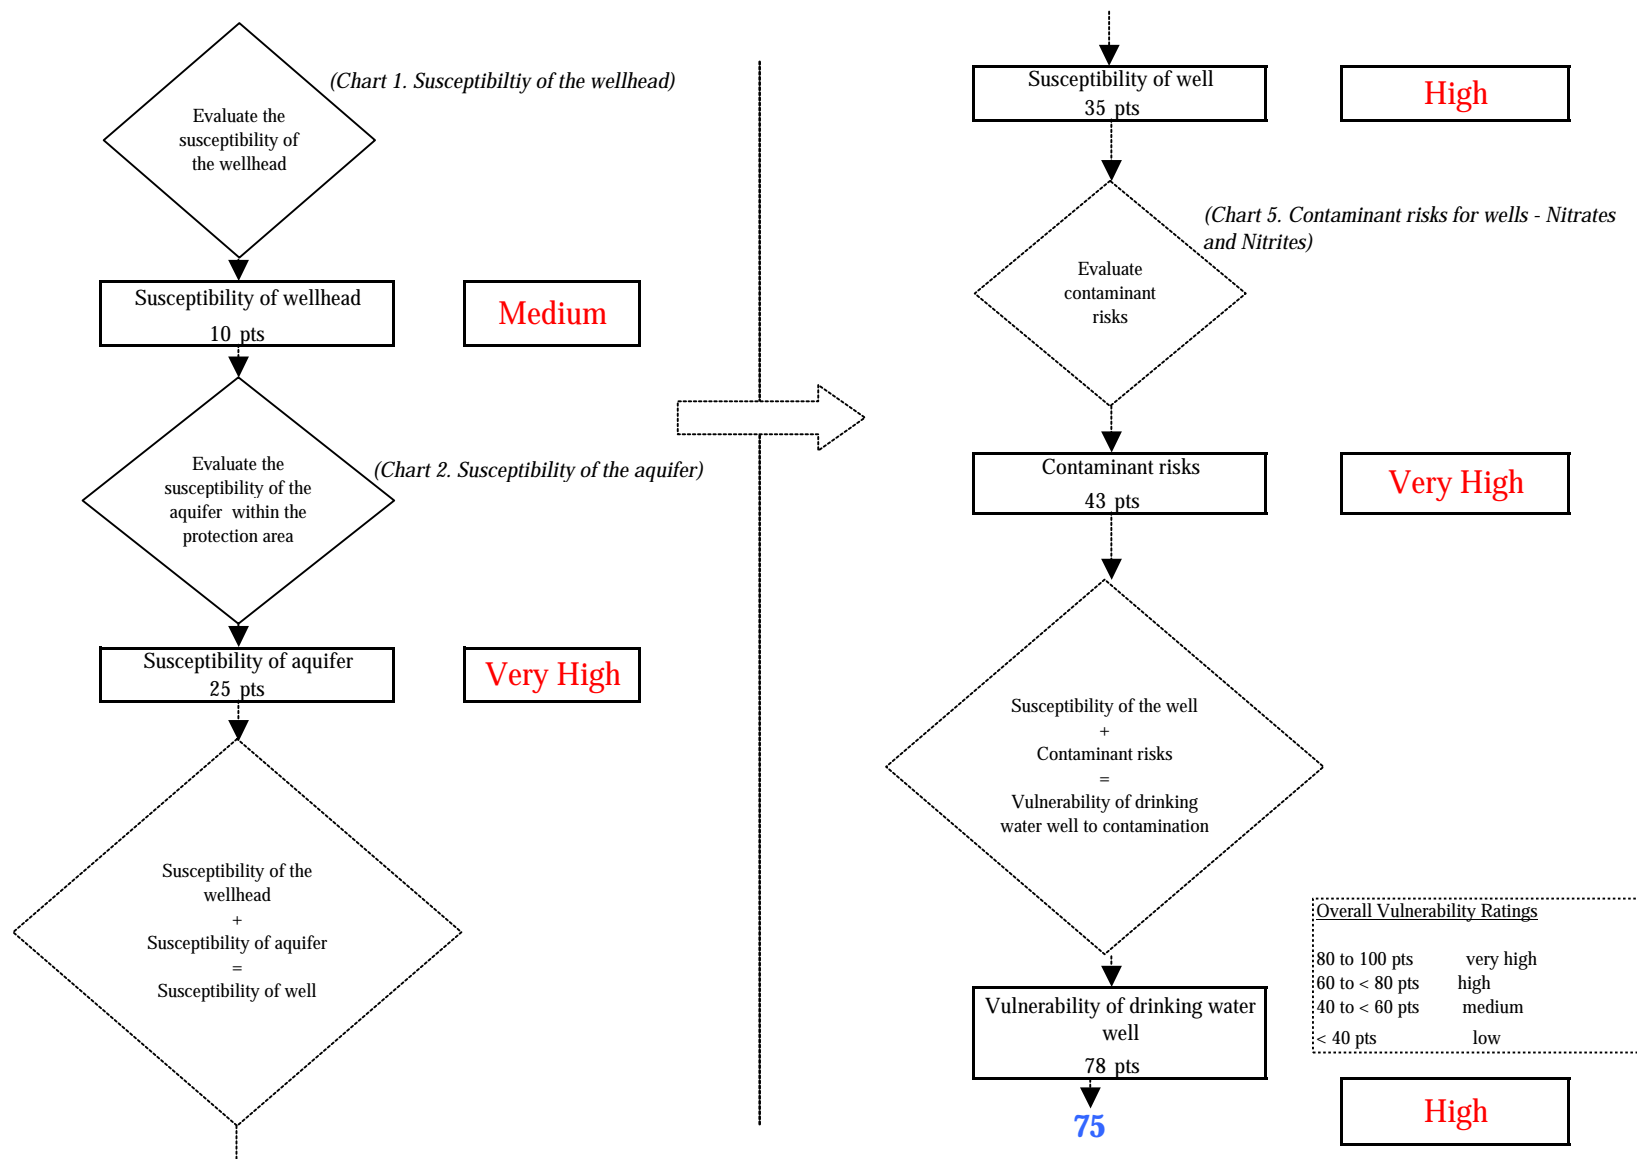 (Chart 1. Susceptibiltiy of the wellhead)
Evaluate the
susceptibility of
the wellhead
Susceptibility of wellhead
10 pts
Medium
Evaluate the
susceptibility of the
aquifer within the
protection area
(Chart 2. Susceptibility of the aquifer)
Susceptibility of aquifer
25 pts
Very High
Susceptibility of the
wellhead
+
Susceptibility of aquifer
=
Susceptibility of well
Susceptibility of well
35 pts
High
(Chart 5. Contaminant risks for wells - Nitrates
and Nitrites)
Evaluate
contaminant
risks
Contaminant risks
43 pts
Very High
Susceptibility of the well
+
Contaminant risks
=
Vulnerability of drinking
water well to contamination
Overall Vulnerability Ratings
80 to 100 pts very high
60 to < 80 pts high
40 to < 60 pts medium
< 40 pts low
Vulnerability of drinking water
well
78 pts
75
High